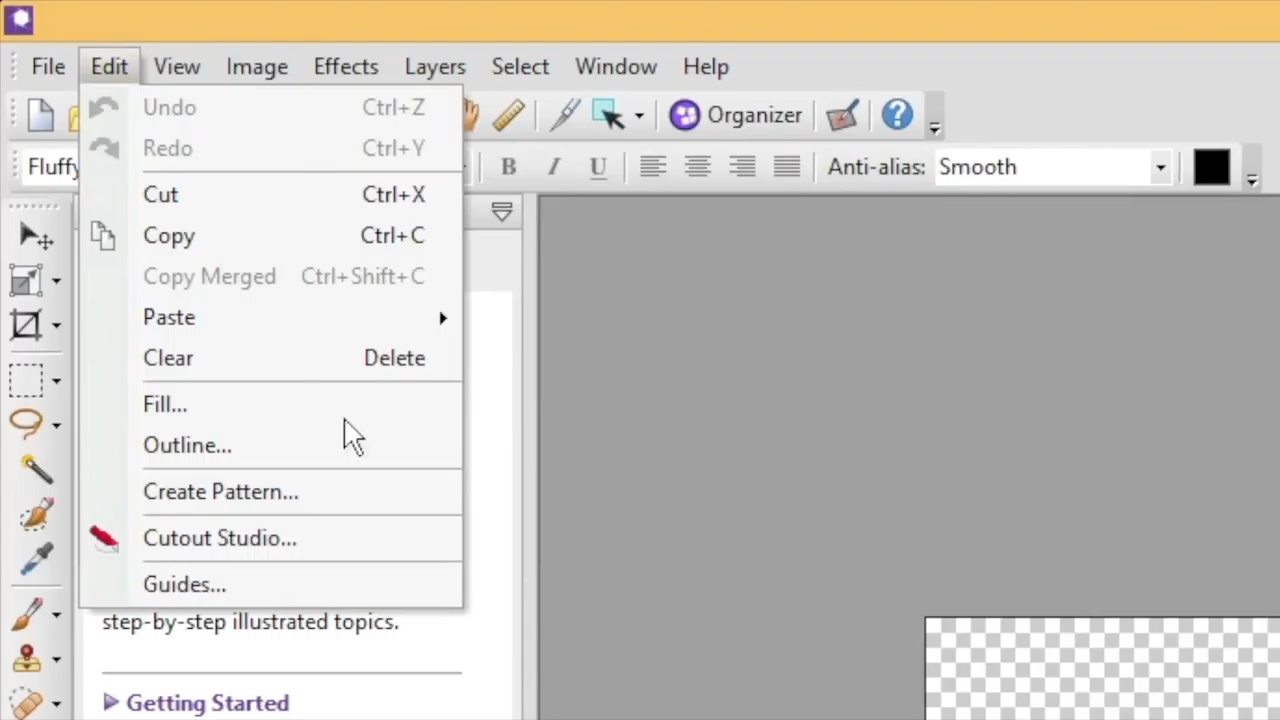 File Edit View Image Effects Layers Select Window Help
Organizer
Fluffy B I U Anti-alias: Smooth
Undo Ctrl+Z
Redo Ctrl+Y
Cut Ctrl+X
Copy Ctrl+C
Copy Merged Ctrl+Shift+C
Paste
Clear Delete
Fill...
Outline...
Create Pattern...
Cutout Studio...
Guides...
step-by-step illustrated topics.
Getting Started